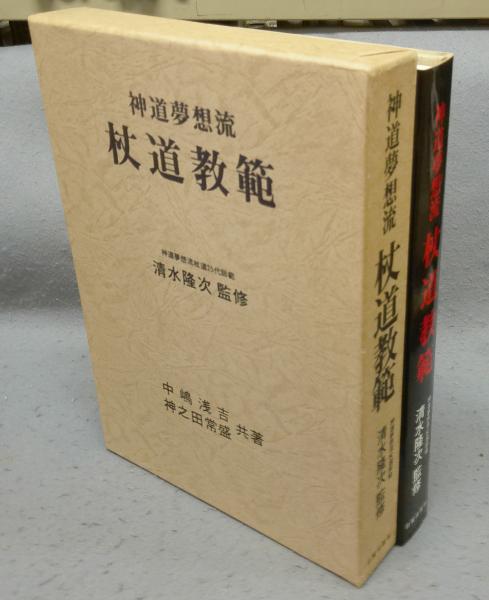 神道夢想流
杖道教範
神道夢想流杖道25代師範
清水隆次 監修
中嶋浅吉
神之田常盛
共著
神道夢想流 杖道教範
清水隆次 監修
神道夢想流 杖道教範
清水隆次 監修